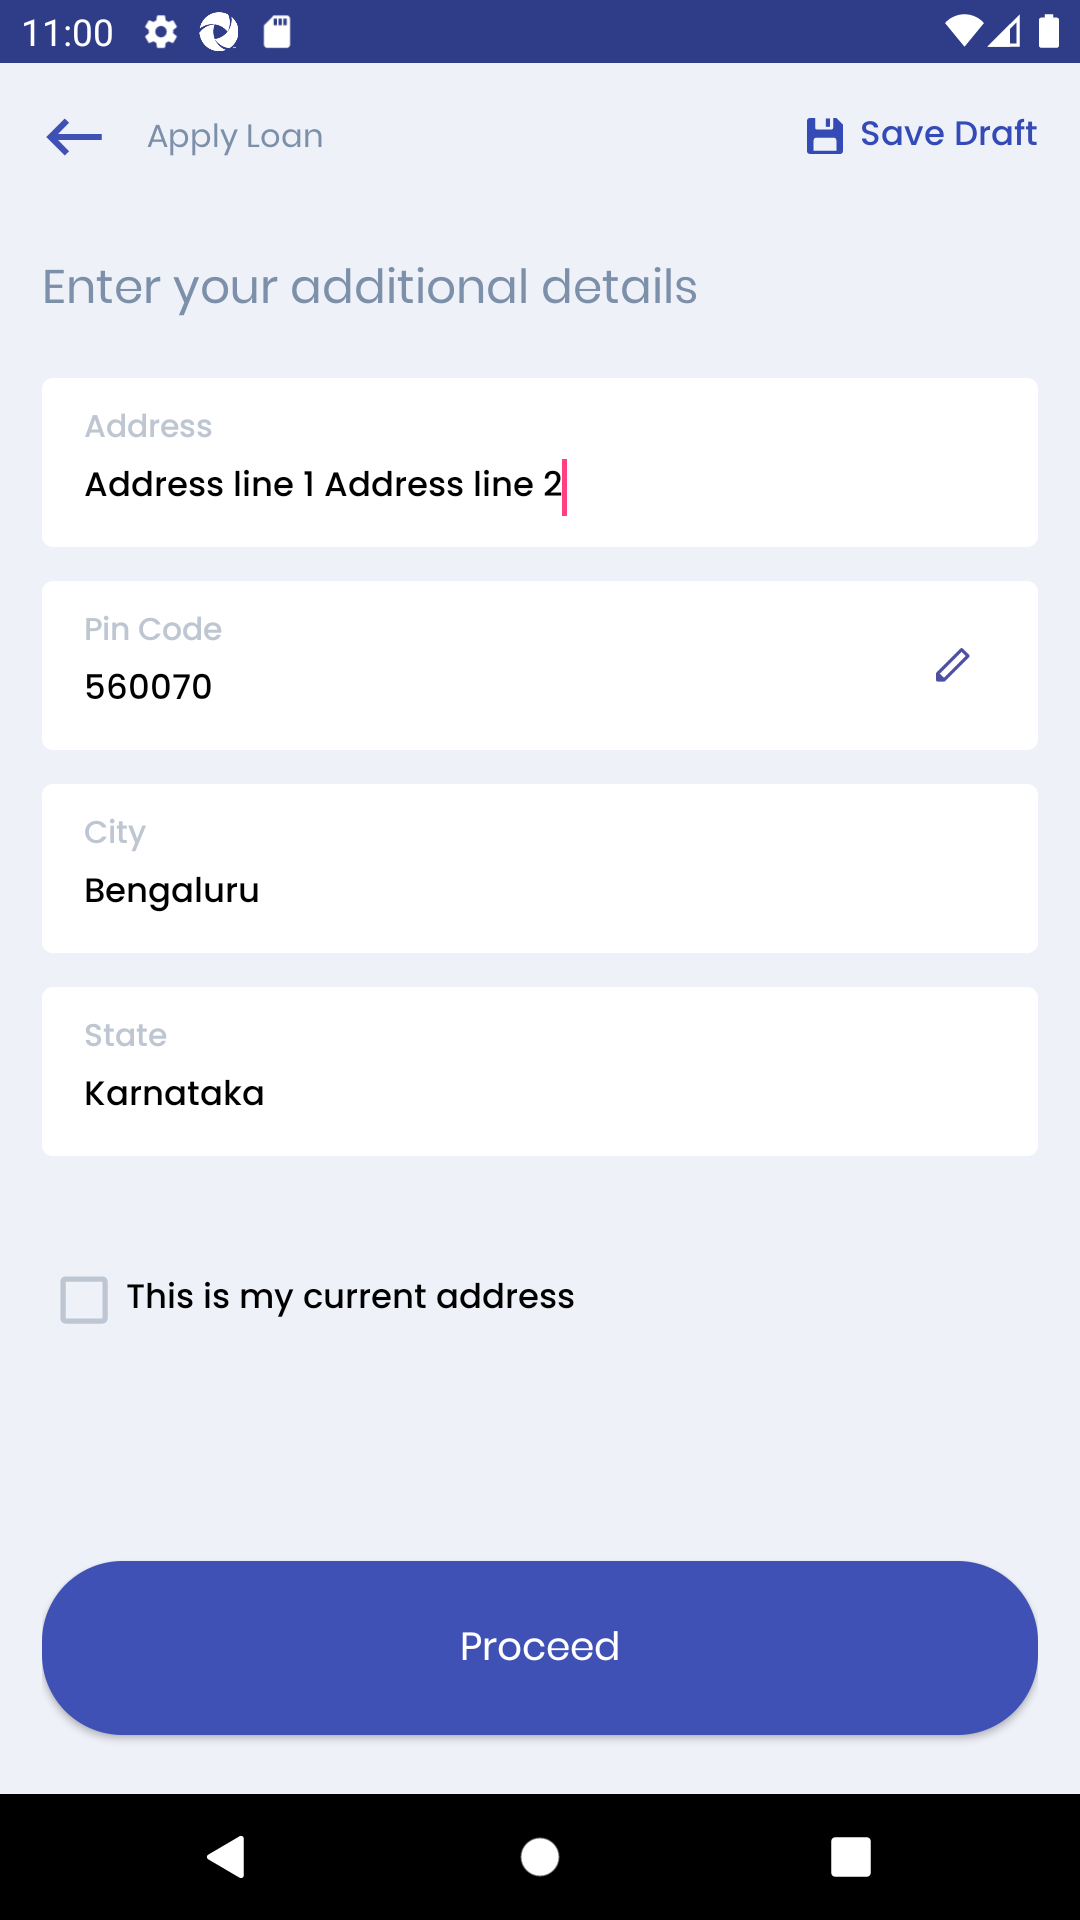 11:00
Apply Loan
Save Draft
Enter your additional details
Address
Address line 1 Address line 2
Pin Code
560070
City
Bengaluru
State
Karnataka
This is my current address
Proceed